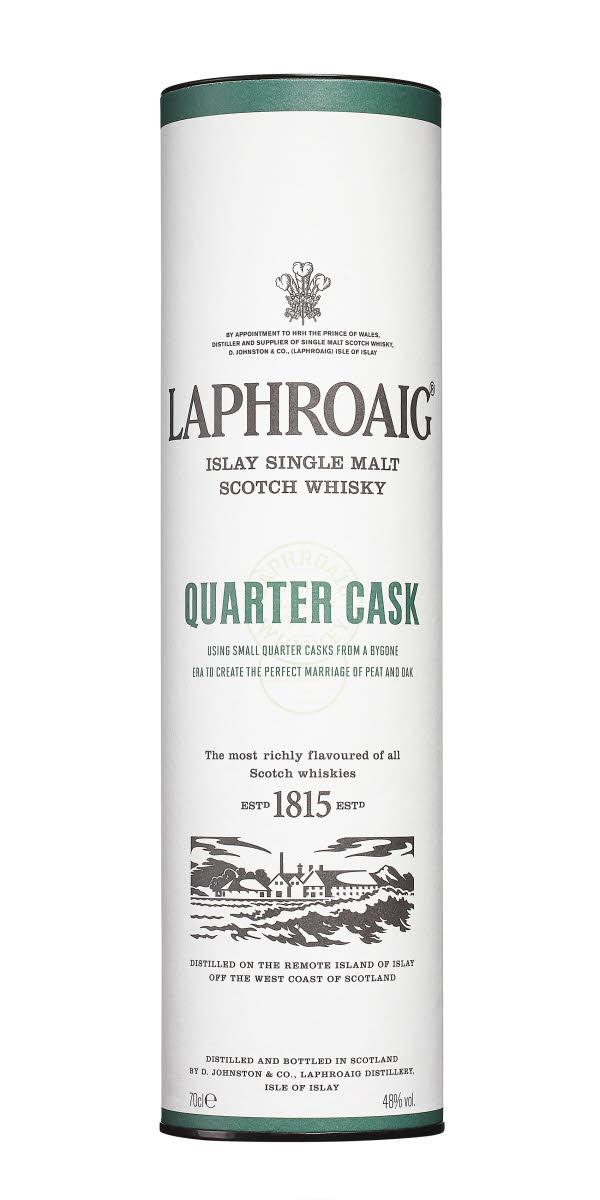 BY APPOINTMENT TO HRH THE PRINCE OF WALES,
DISTILLER AND SUPPLIER OF SINGLE MALT SCOTCH WHISKY,
D. JOHNSTON & CO., (LAPHROAIG) ISLE OF ISLAY
LAPHROAIG®
ISLAY SINGLE MALT
SCOTCH WHISKY
LAPHROAIG
WHISKY
QUARTER CASK
USING SMALL QUARTER CASKS FROM A BYGONE
ERA TO CREATE THE PERFECT MARRIAGE OF PEAT AND OAK
The most richly flavoured of all
Scotch whiskies
ESTD 1815 ESTD
DISTILLED ON THE REMOTE ISLAND OF ISLAY
OFF THE WEST COAST OF SCOTLAND
DISTILLED AND BOTTLED IN SCOTLAND
BY D. JOHNSTON & CO., LAPHROAIG DISTILLERY,
ISLE OF ISLAY
70cl℮ 48% vol.